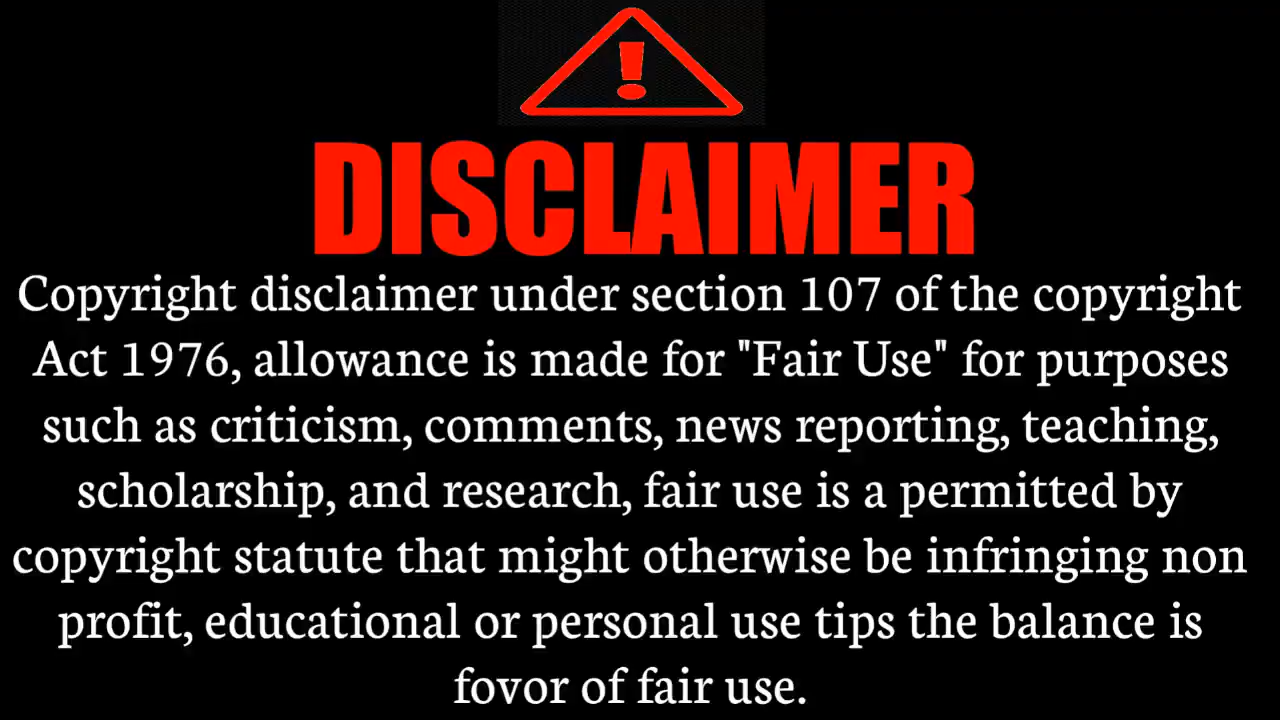 DISCLAIMER
Copyright disclaimer under section 107 of the copyright
Act 1976, allowance is made for "Fair Use" for purposes
such as criticism, comments, news reporting, teaching,
scholarship, and research, fair use is a permitted by
copyright statute that might otherwise be infringing non
profit, educational or personal use tips the balance is
fovor of fair use.